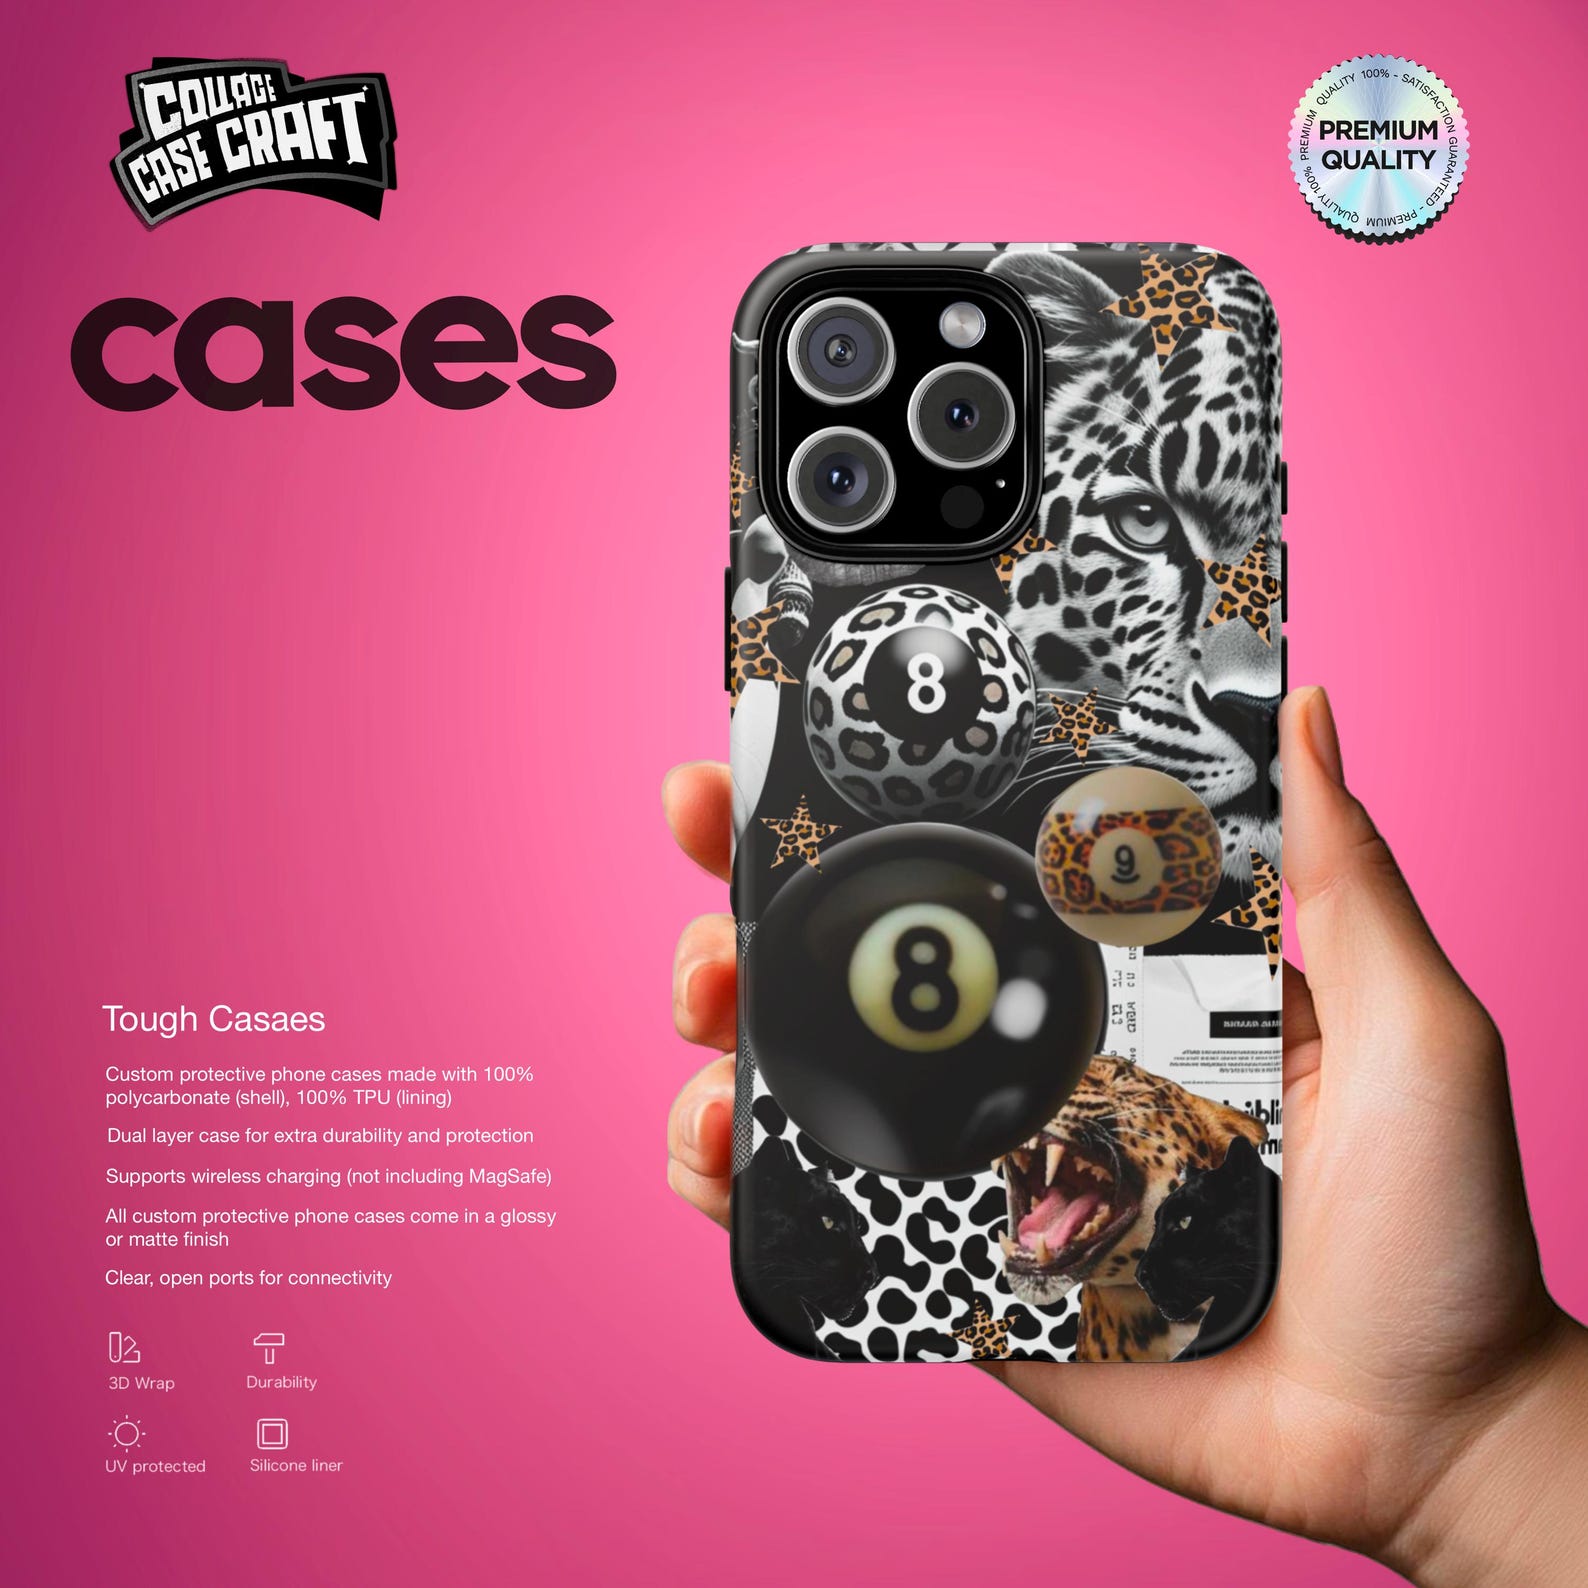 COLLAGE
CASE CRAFT
PREMIUM QUALITY 100% - SATISFACTION GUARANTEED - PREMIUM QUALITY 100%
PREMIUM
QUALITY
cases
8
9
8
Tough Casaes
Custom protective phone cases made with 100%
polycarbonate (shell), 100% TPU (lining)
Dual layer case for extra durability and protection
Supports wireless charging (not including MagSafe)
All custom protective phone cases come in a glossy
or matte finish
Clear, open ports for connectivity
3D Wrap
Durability
UV protected
Silicone liner